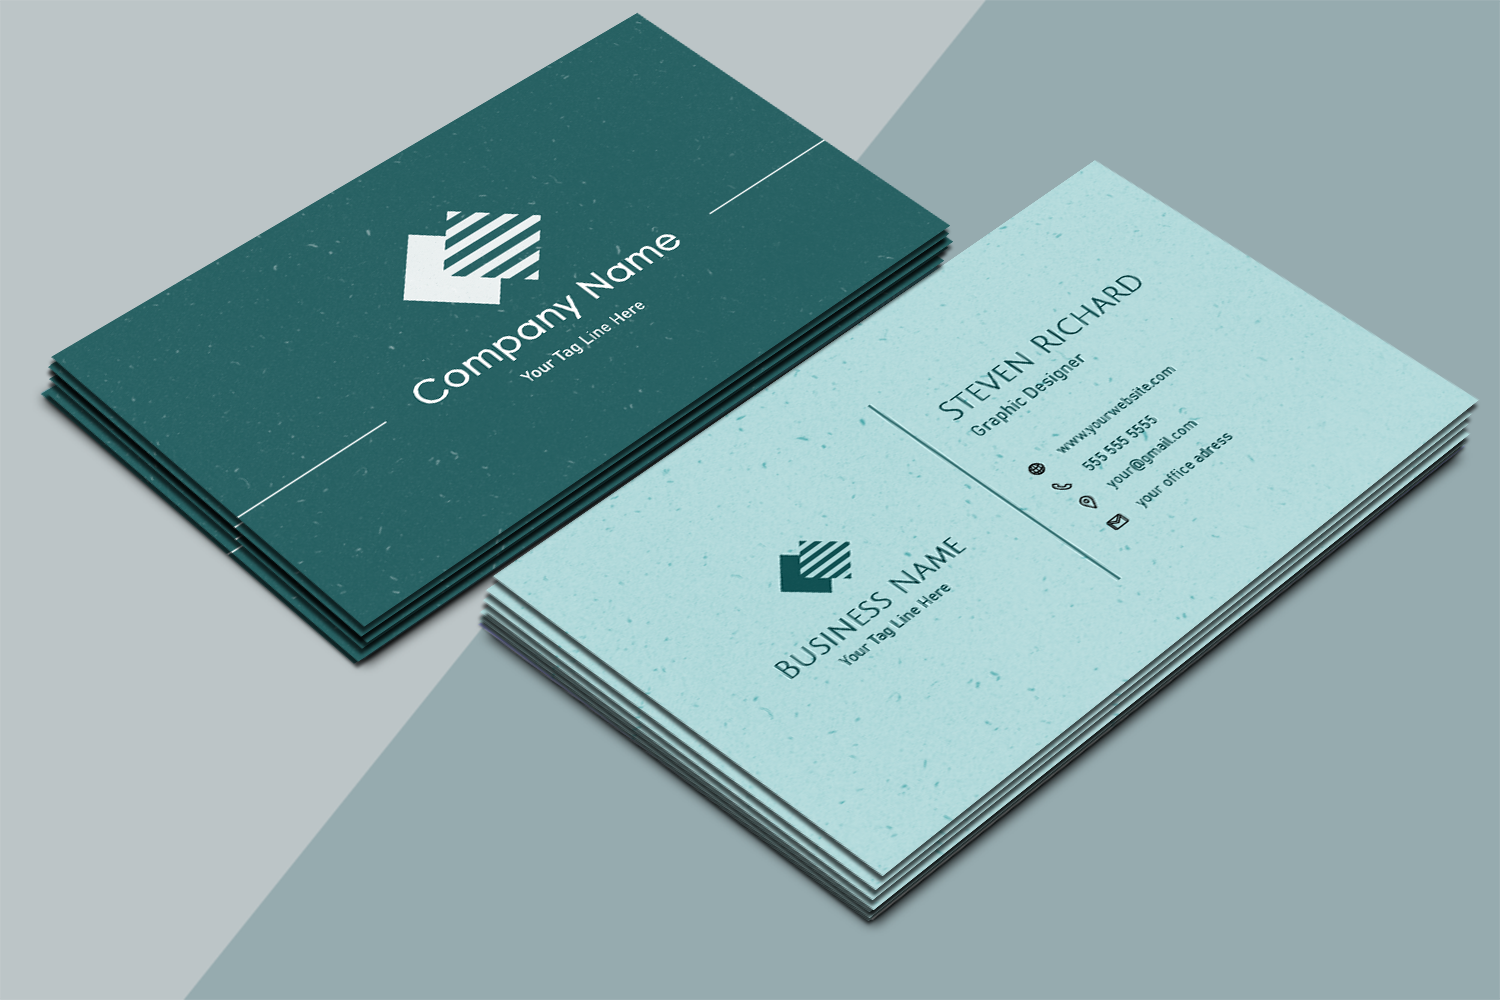 Company Name
Your Tag Line Here
STEVEN RICHARD
Graphic Designer
www.yourwebsite.com
555 555 5555
your@gmail.com
your office adress
BUSINESS NAME
Your Tag Line Here